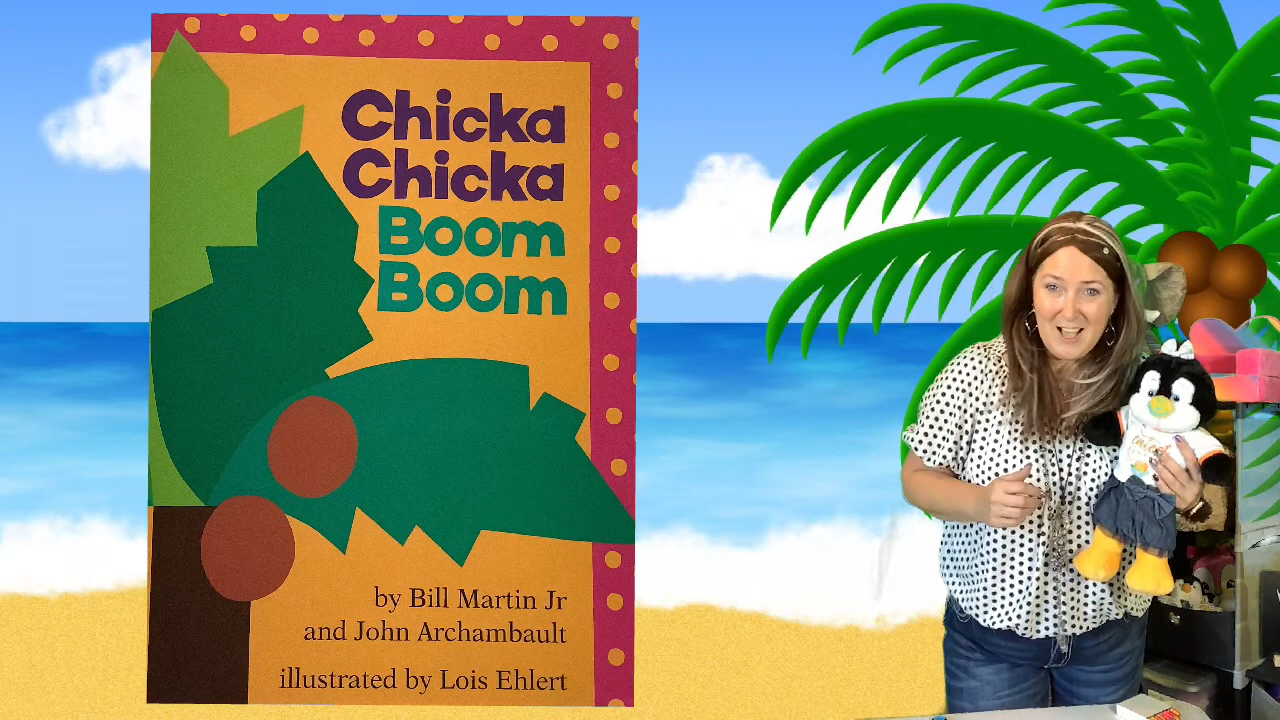 Chicka
Chicka
Boom
Boom
by Bill Martin Jr
and John Archambault
illustrated by Lois Ehlert